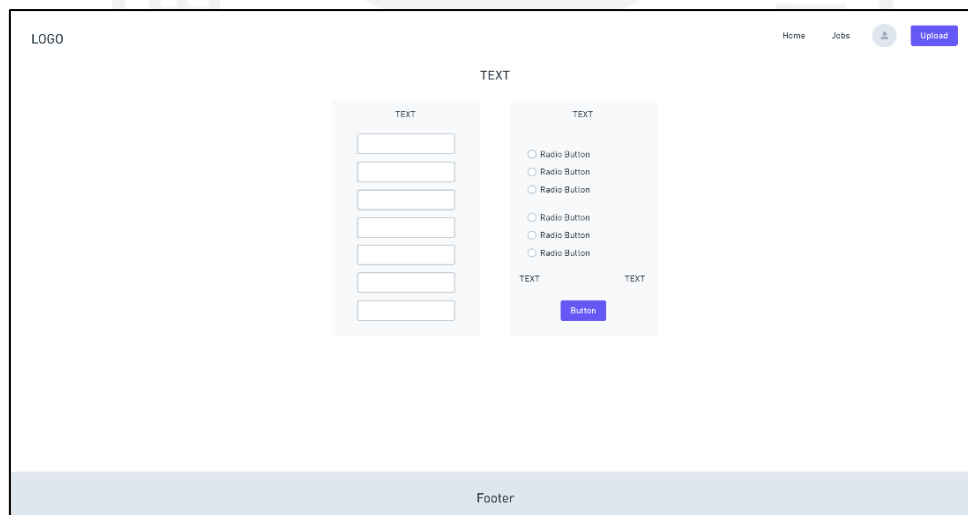 LOGO
Home Jobs Upload
TEXT
TEXT
TEXT
Radio Button
Radio Button
Radio Button
Radio Button
Radio Button
Radio Button
TEXT TEXT
Button
Footer